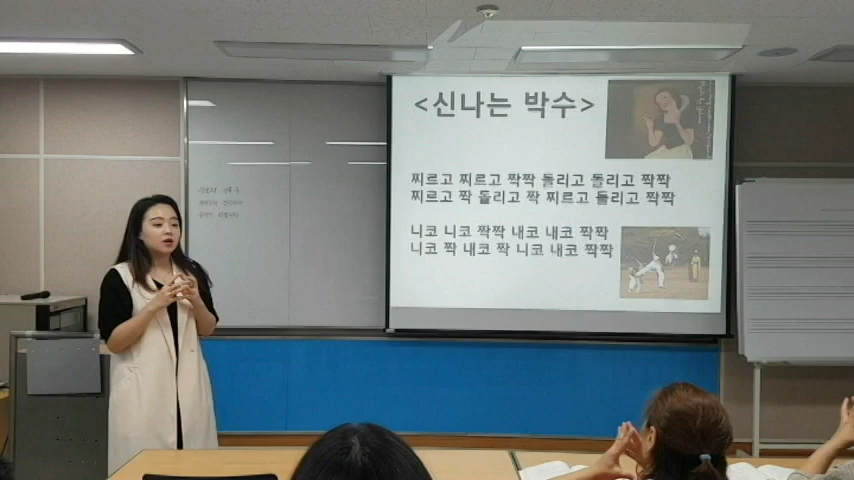 <신나는 박수>
찌르고 찌르고 짝짝 돌리고 돌리고 짝짝
찌르고 짝 돌리고 짝 찌르고 돌리고 짝짝
니코 니코 짝짝 내코 내코 짝짝
니코 짝 내코 짝 니코 내코 짝짝